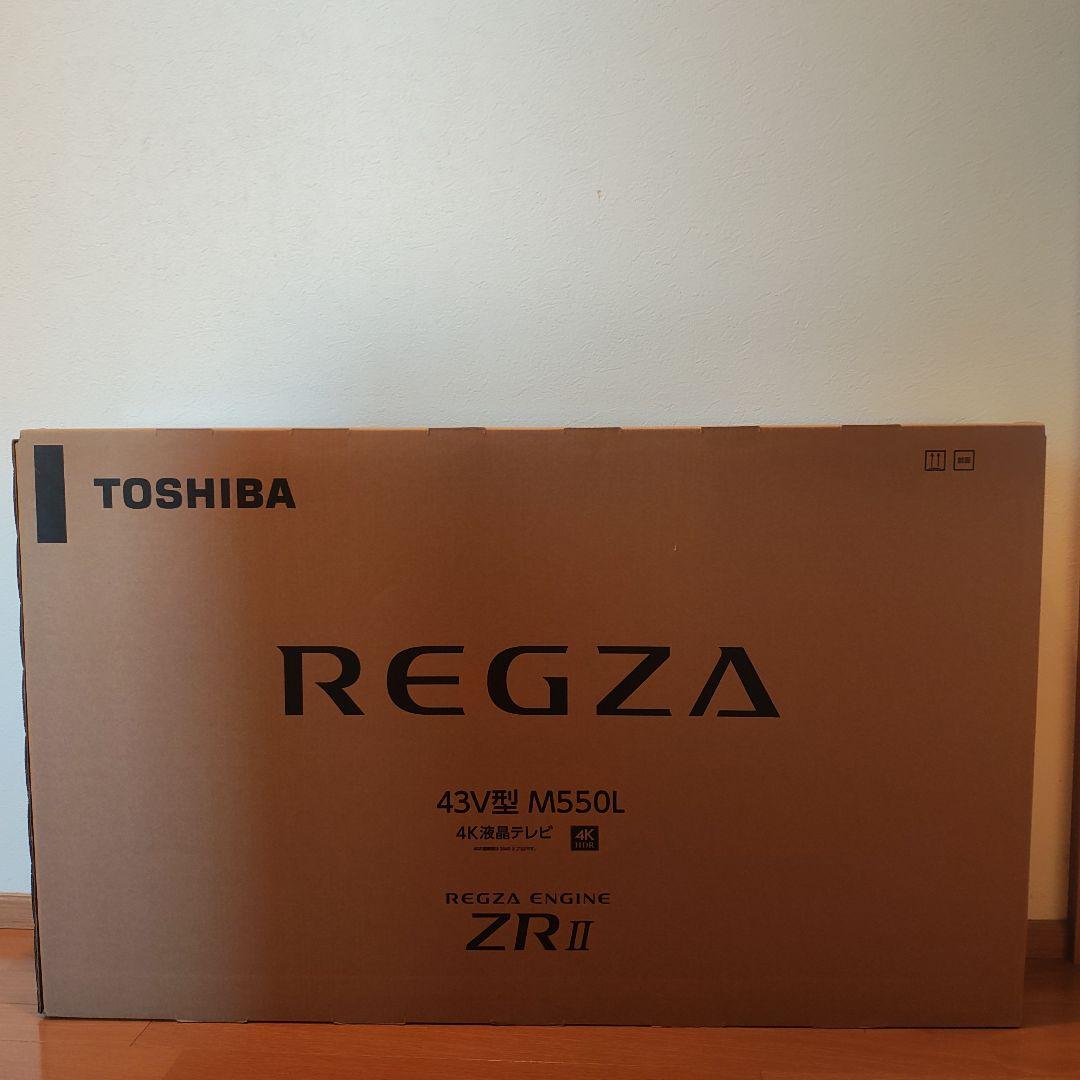 TOSHIBA
REGZA
43V型 M550L
4K液晶テレビ 4K HDR
REGZA ENGINE
ZRII